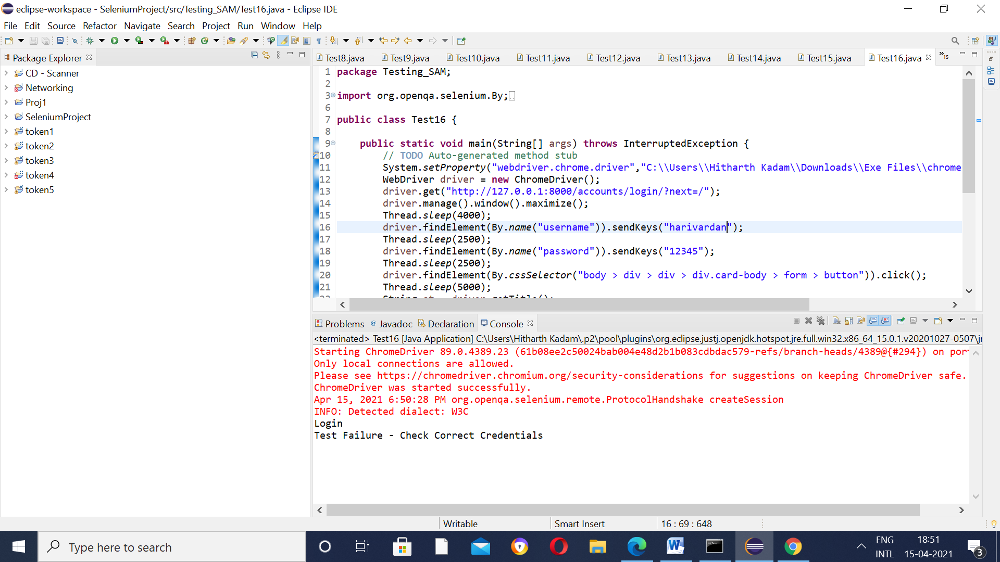 eclipse-workspace - SeleniumProject/src/Testing_SAM/Test16.java - Eclipse IDE
File Edit Source Refactor Navigate Search Project Run Window Help
Package Explorer
CD - Scanner
Networking
Proj1
SeleniumProject
token1
token2
token3
token4
token5
Test8.java Test9.java Test10.java Test11.java Test12.java Test13.java Test14.java Test15.java Test16.java »15
1 package Testing_SAM;
2
3 import org.openqa.selenium.By;
6
7 public class Test16 {
8
9 public static void main(String[] args) throws InterruptedException {
10 // TODO Auto-generated method stub
11 System.setProperty("webdriver.chrome.driver","C:\\Users\\Hitharth Kadam\\Downloads\\Exe Files\\chrome
12 WebDriver driver = new ChromeDriver();
13 driver.get("http://127.0.0.1:8000/accounts/login/?next=/");
14 driver.manage().window().maximize();
15 Thread.sleep(4000);
16 driver.findElement(By.name("username")).sendKeys("harivardan");
17 Thread.sleep(2500);
18 driver.findElement(By.name("password")).sendKeys("12345");
19 Thread.sleep(2500);
20 driver.findElement(By.cssSelector("body > div > div > div.card-body > form > button")).click();
21 Thread.sleep(5000);
Problems Javadoc Declaration Console
<terminated> Test16 [Java Application] C:\Users\Hitharth Kadam\.p2\pool\plugins\org.eclipse.justj.openjdk.hotspot.jre.full.win32.x86_64_15.0.1.v20201027-0507\jr
Starting ChromeDriver 89.0.4389.23 (61b08ee2c50024bab004e48d2b1b083cdbdac579-refs/branch-heads/4389@{#294}) on por
Only local connections are allowed.
Please see https://chromedriver.chromium.org/security-considerations for suggestions on keeping ChromeDriver safe.
ChromeDriver was started successfully.
Apr 15, 2021 6:50:28 PM org.openqa.selenium.remote.ProtocolHandshake createSession
INFO: Detected dialect: W3C
Login
Test Failure - Check Correct Credentials
Writable Smart Insert 16 : 69 : 648
Type here to search
ENG
INTL
18:51
15-04-2021
3